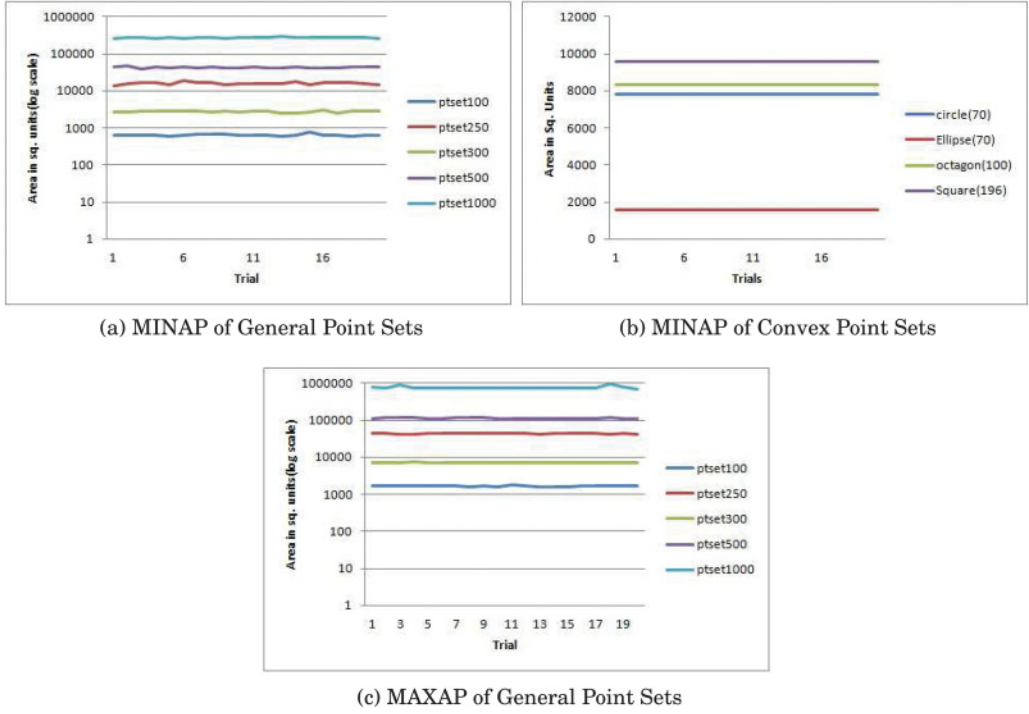 Area in sq. units(log scale)
1000000
100000
10000
1000
100
10
1
1 6 11 16
Trial
ptset100
ptset250
ptset300
ptset500
ptset1000
(a) MINAP of General Point Sets
Area in Sq. Units
12000
10000
8000
6000
4000
2000
0
1 6 11 16
Trials
circle(70)
Ellipse(70)
octagon(100)
Square(196)
(b) MINAP of Convex Point Sets
Area in sq. units(log scale)
1000000
100000
10000
1000
100
10
1
1 3 5 7 9 11 13 15 17 19
Trial
ptset100
ptset250
ptset300
ptset500
ptset1000
(c) MAXAP of General Point Sets